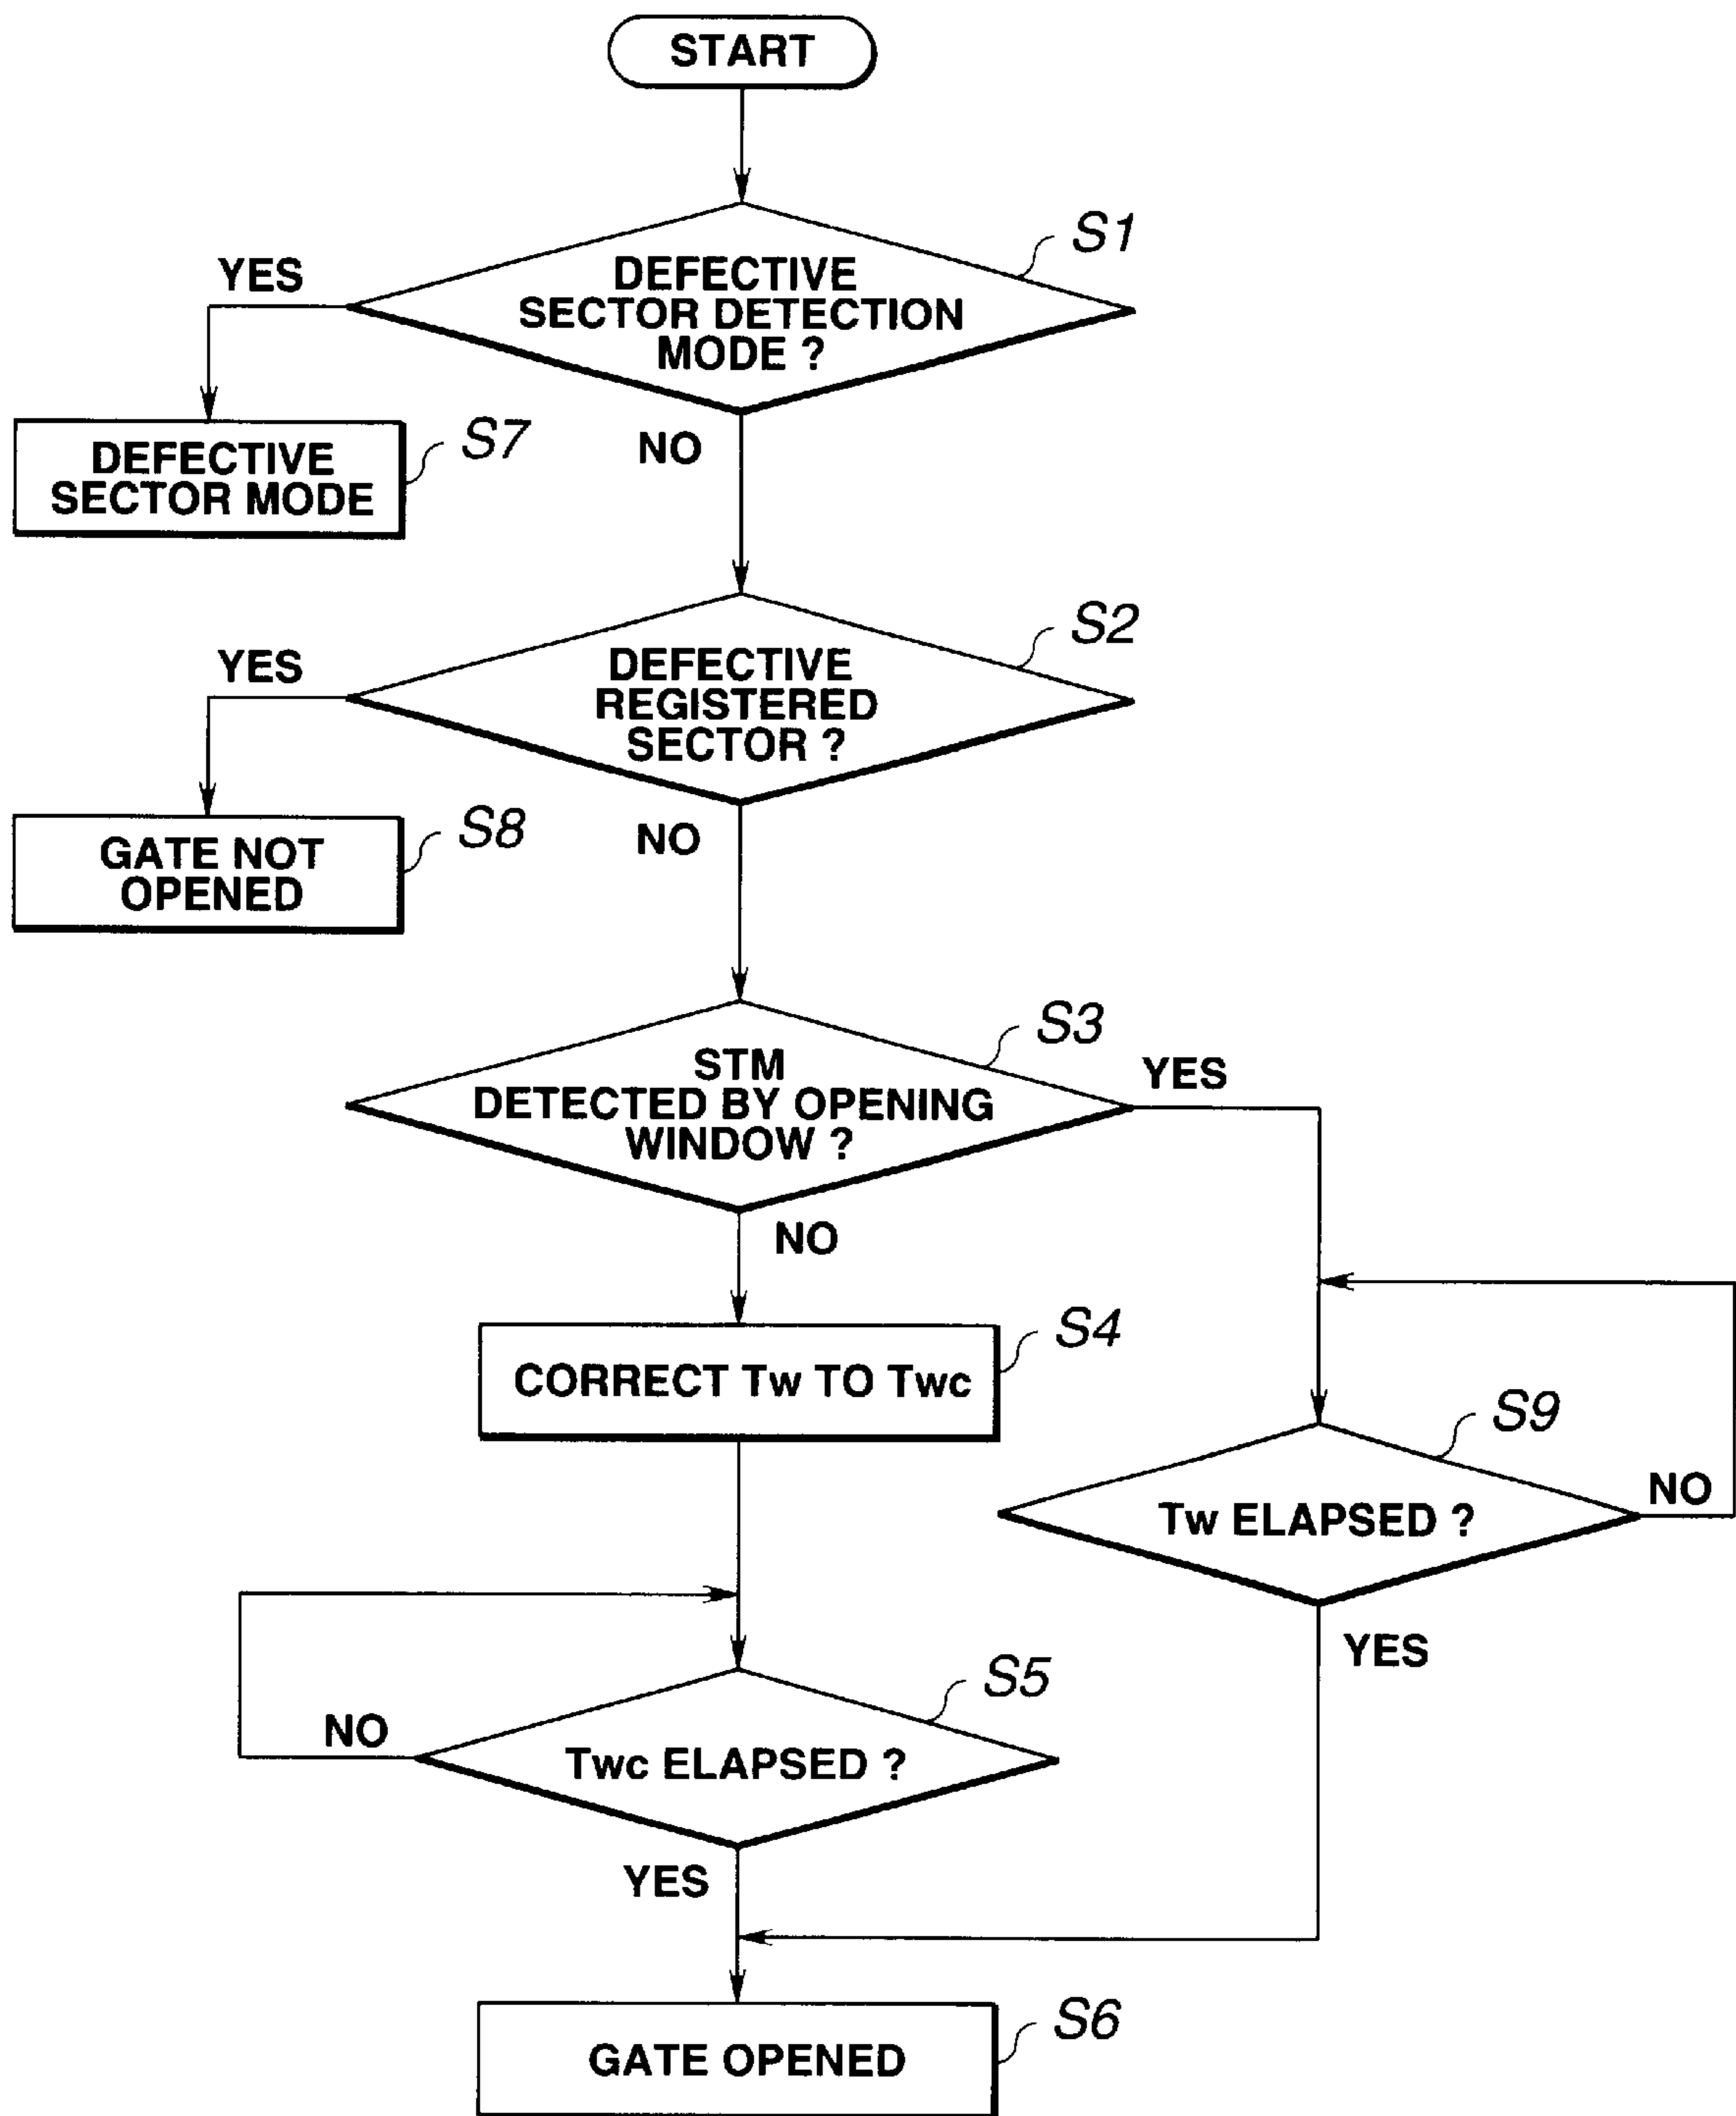 START
S1
YES
DEFECTIVE
SECTOR DETECTION
MODE ?
S7
NO
DEFECTIVE
SECTOR MODE
S2
YES
DEFECTIVE
REGISTERED
SECTOR ?
S8
NO
GATE NOT
OPENED
S3
YES
STM
DETECTED BY OPENING
WINDOW ?
NO
S4
CORRECT Tw TO Twc
S9
NO
Tw ELAPSED ?
YES
S5
NO
Twc ELAPSED ?
YES
S6
GATE OPENED